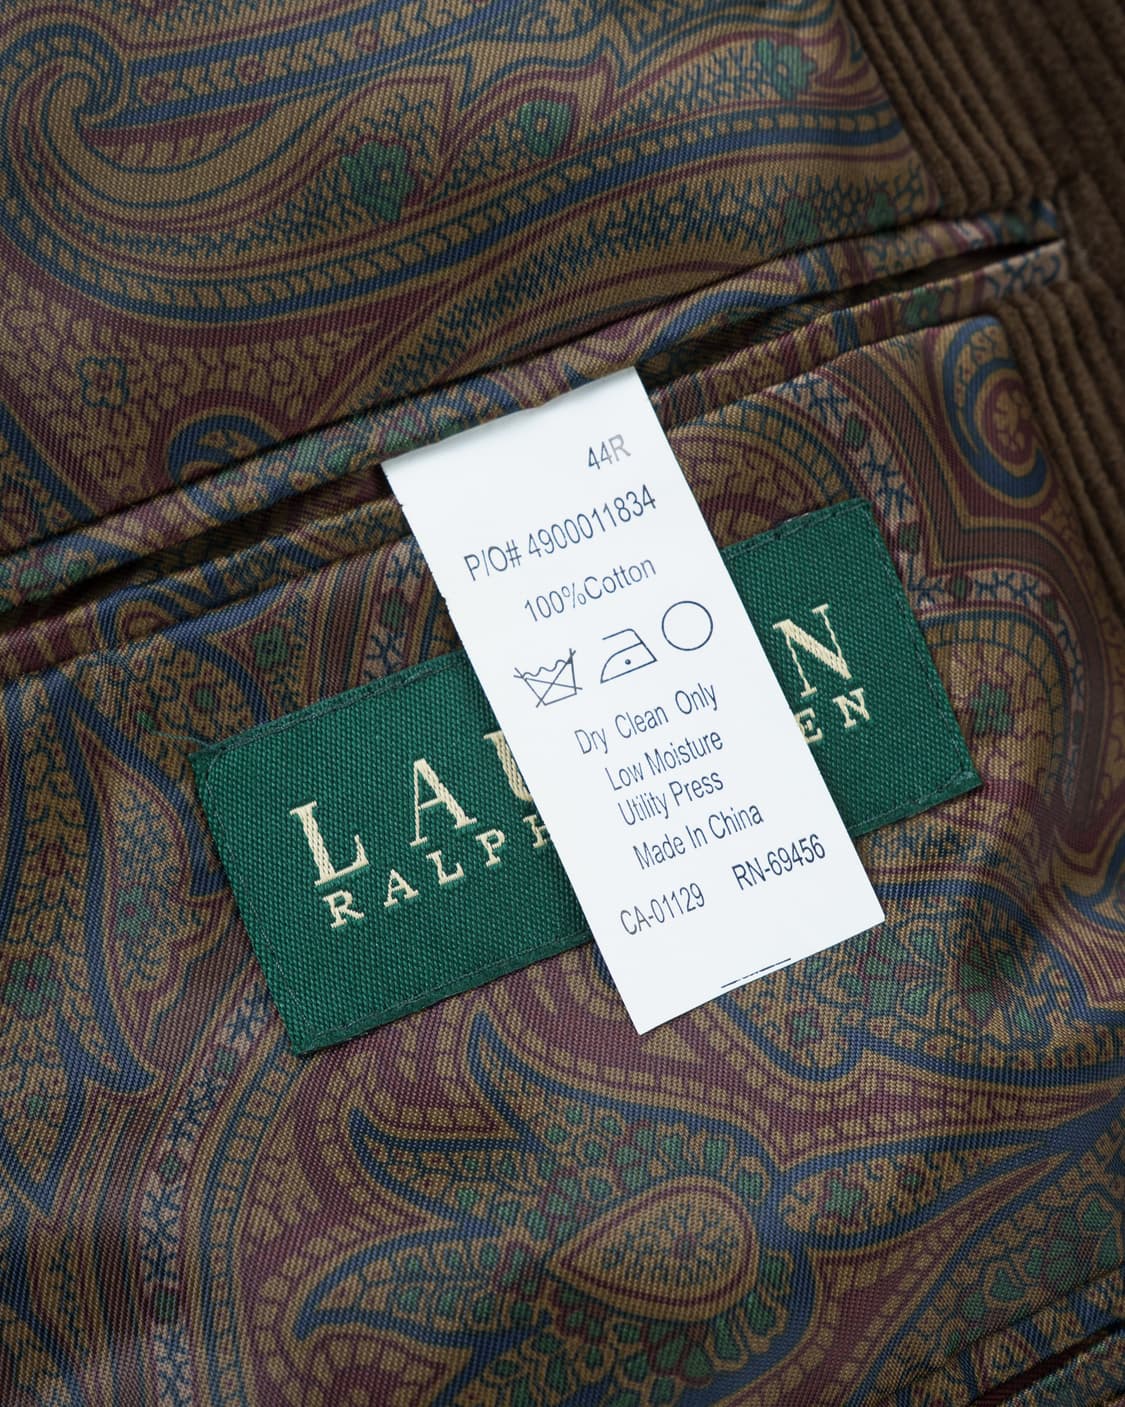 44R
P/O# 4900011834
100%Cotton
Dry Clean Only
Low Moisture
Utility Press
Made In China
CA-01129 RN-69456
LAU N
RALPH EN